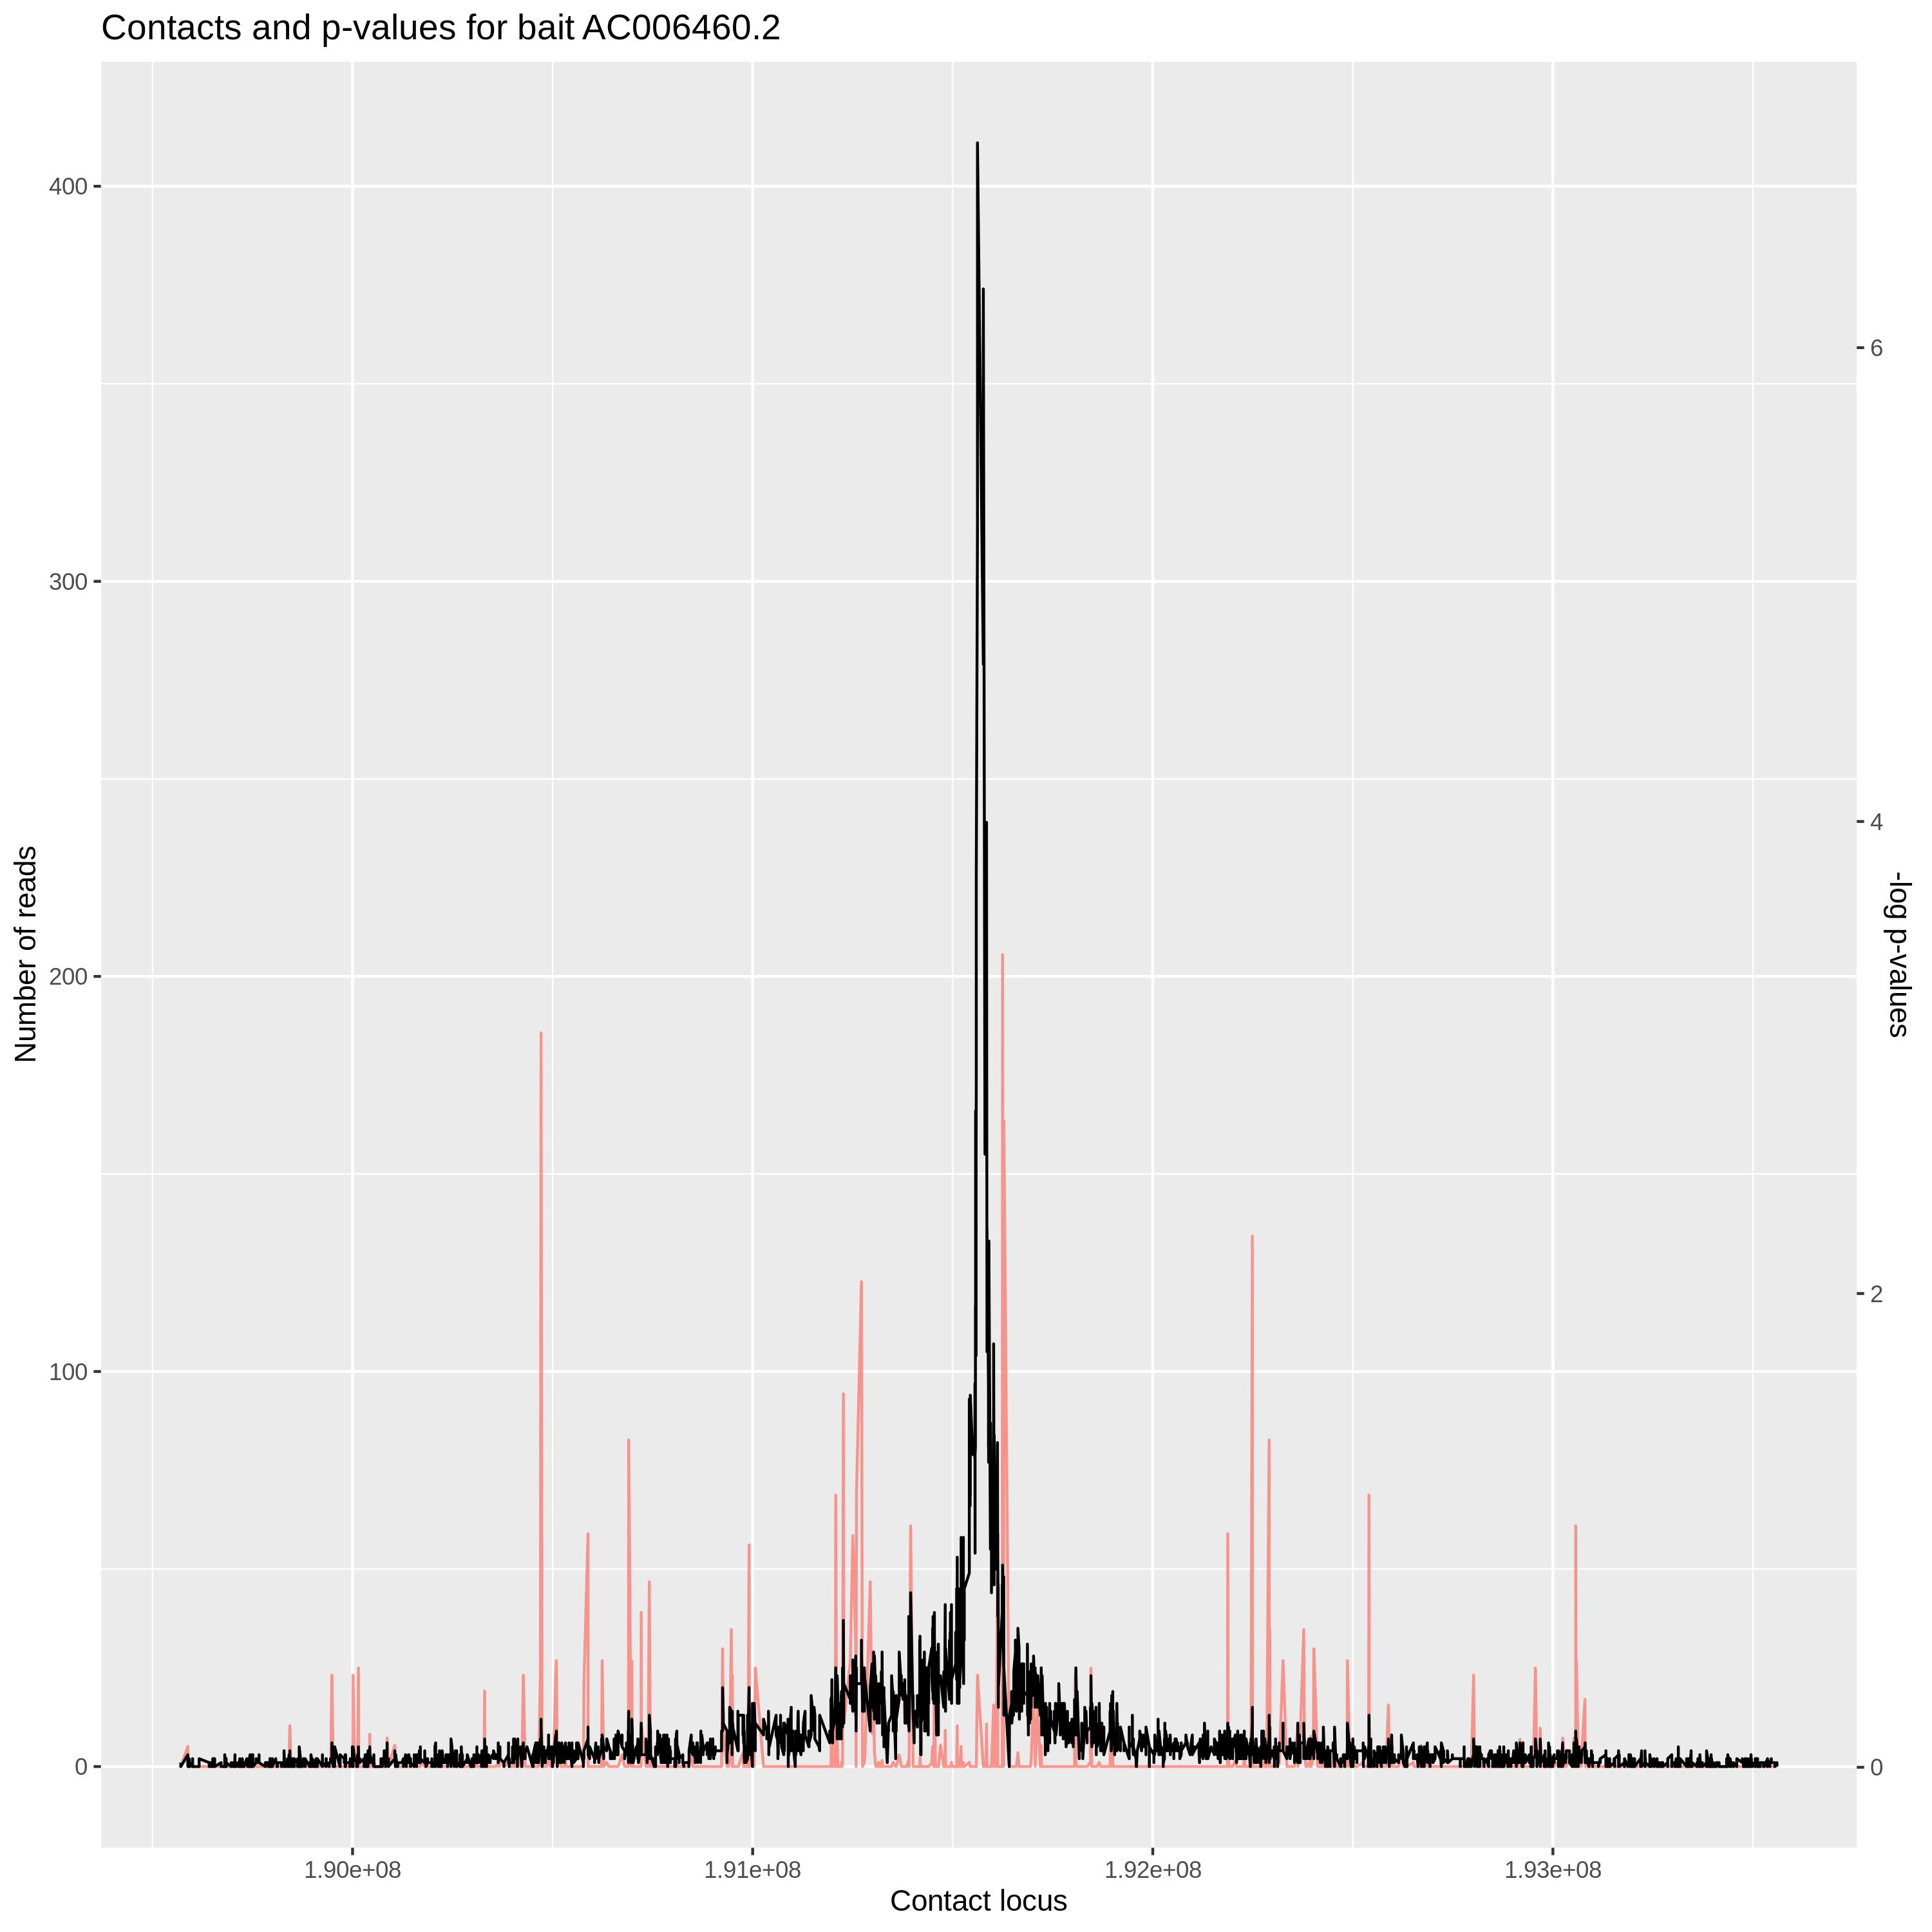 Contacts and p-values for bait AC006460.2
400
300
200
100
0
Number of reads
6
4
2
0
-log p-values
1.90e+08
1.91e+08
1.92e+08
1.93e+08
Contact locus